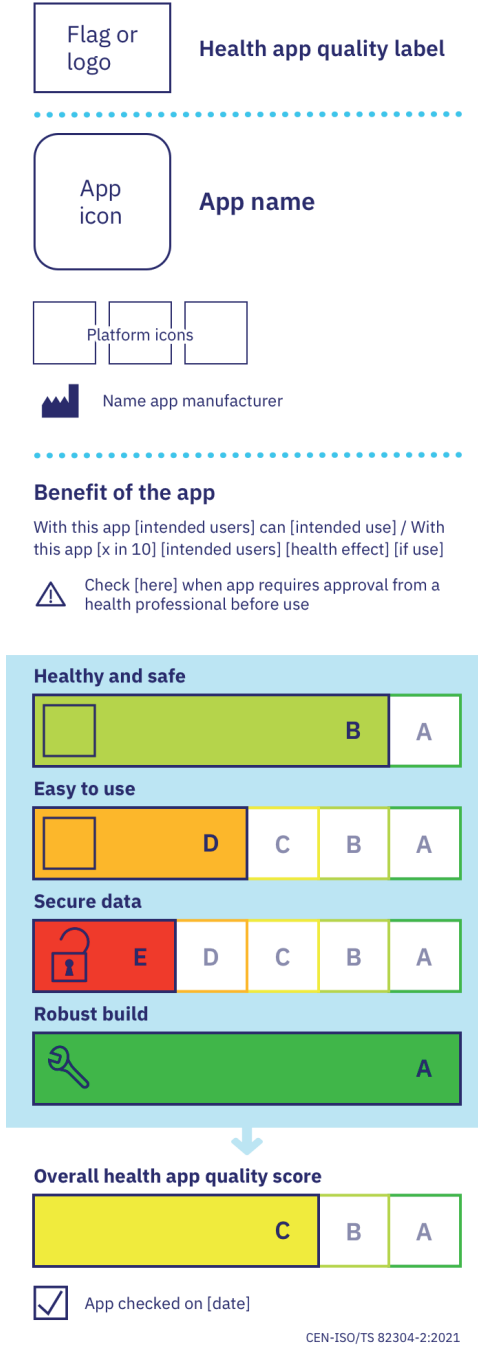 Flag or
logo
Health app quality label
App
icon
App name
Platform icons
Name app manufacturer
Benefit of the app
With this app [intended users] can [intended use] / With
this app [x in 10] [intended users] [health effect] [if use]
Check [here] when app requires approval from a
health professional before use
Healthy and safe
B A
Easy to use
D C B A
Secure data
E D C B A
Robust build
A
Overall health app quality score
C B A
App checked on [date]
CEN-ISO/TS 82304-2:2021